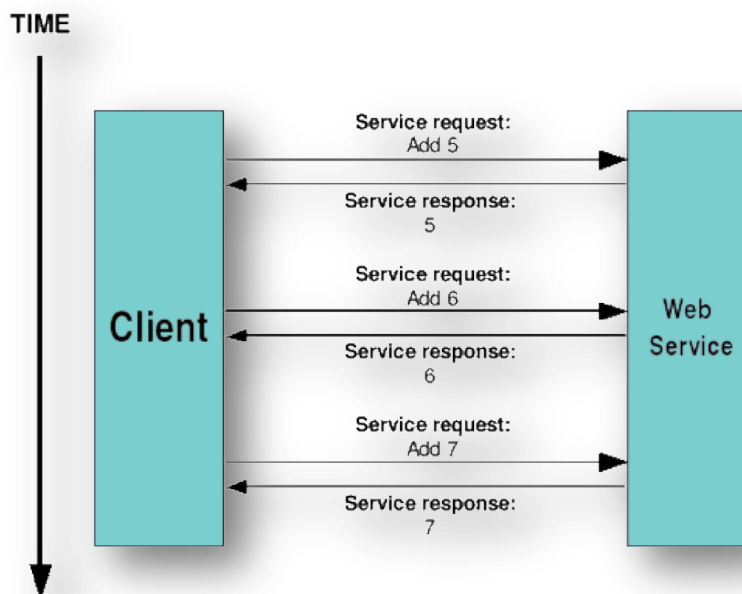 TIME
Service request:
Add 5
Service response:
5
Service request:
Add 6
Client
Web
Service
Service response:
6
Service request:
Add 7
Service response:
7